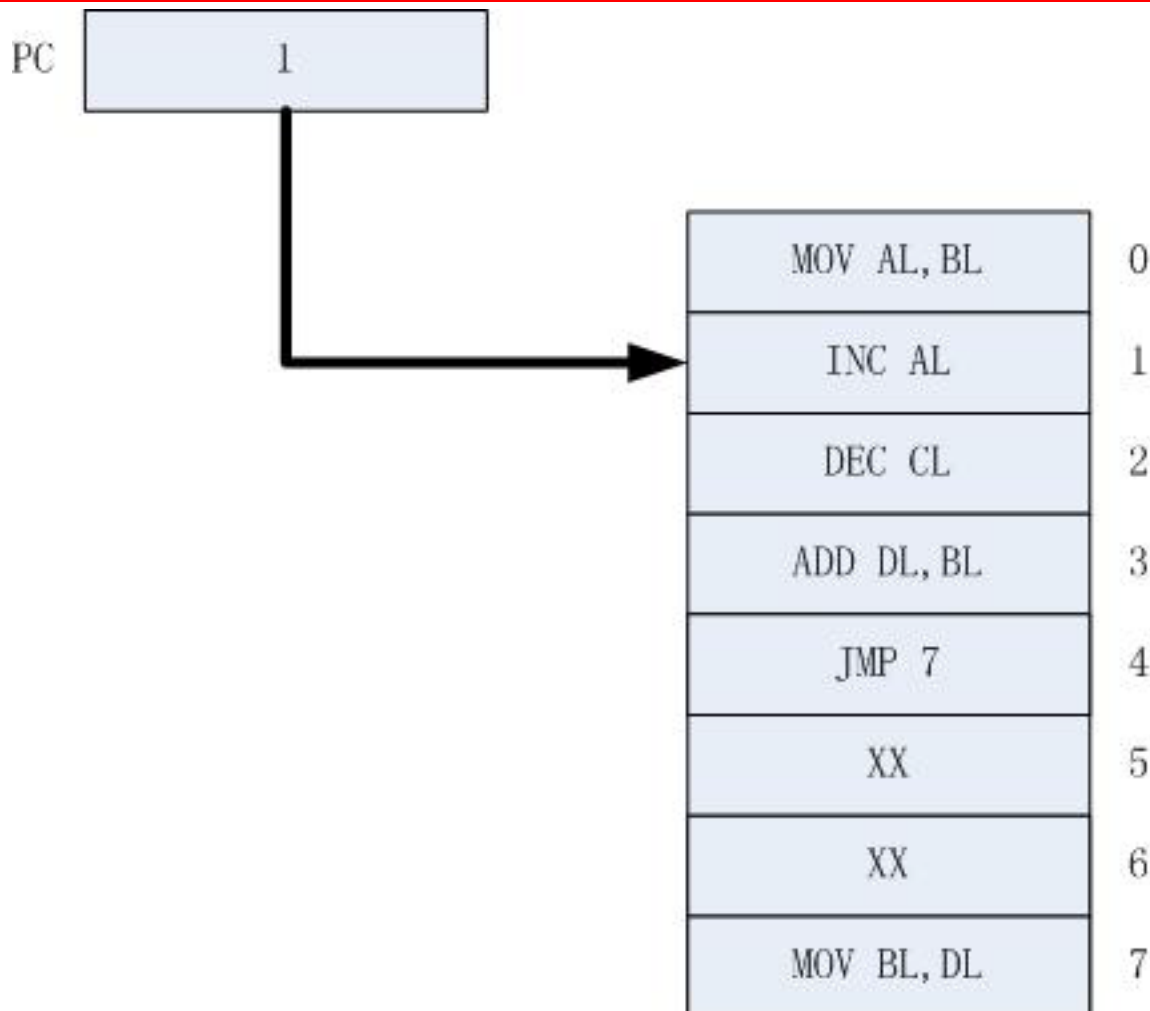 PC 1
MOV AL,BL 0
INC AL 1
DEC CL 2
ADD DL,BL 3
JMP 7 4
XX 5
XX 6
MOV BL,DL 7